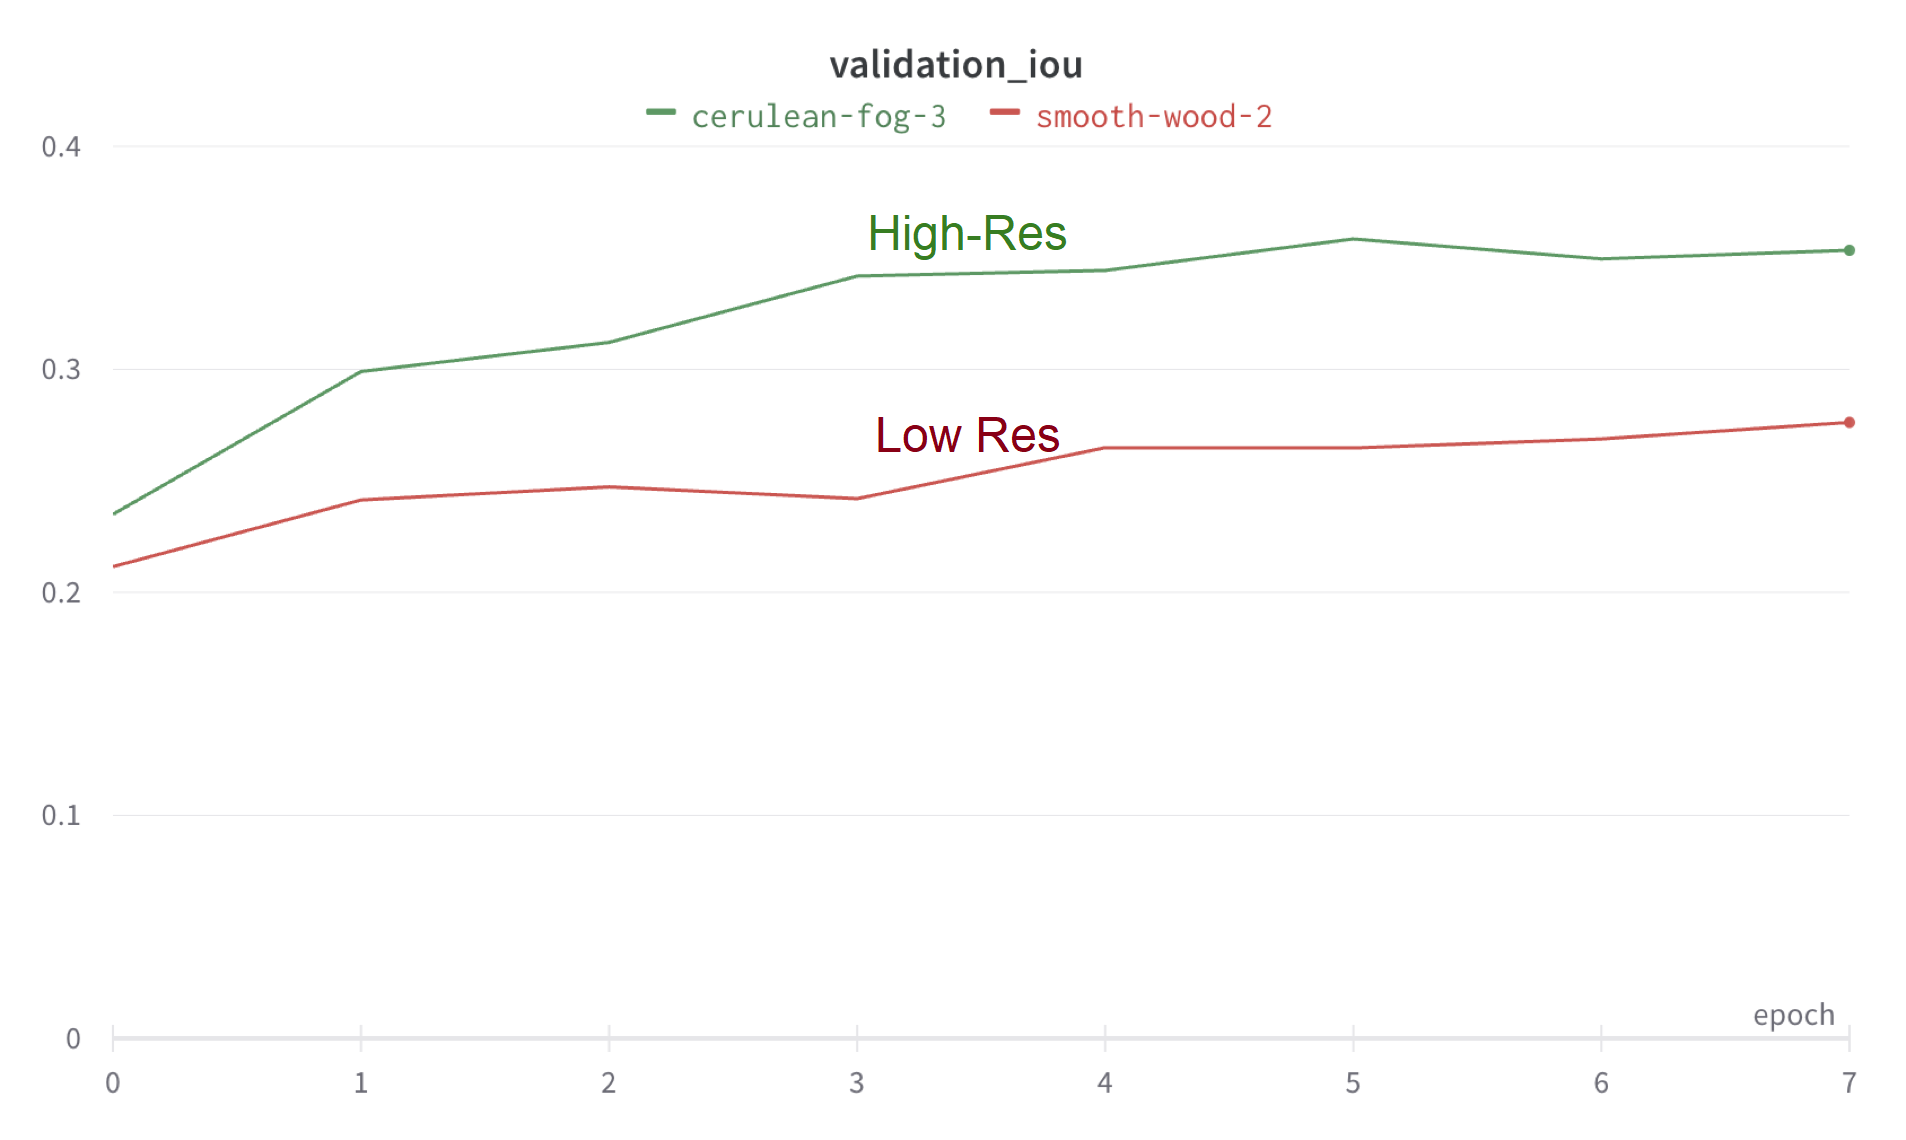 validation_iou
cerulean-fog-3 smooth-wood-2
0.4
High-Res
0.3
Low Res
0.2
0.1
epoch
0
0 1 2 3 4 5 6 7